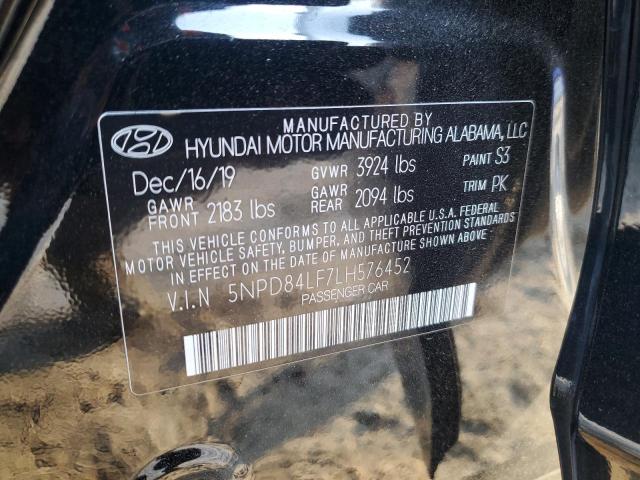 MANUFACTURED BY
HYUNDAI MOTOR MANUFACTURING ALABAMA, LLC
Dec/16/19 GVWR 3924 lbs PAINT S3
GAWR FRONT 2183 lbs GAWR REAR 2094 lbs TRIM PK
THIS VEHICLE CONFORMS TO ALL APPLICABLE U.S.A. FEDERAL
MOTOR VEHICLE SAFETY, BUMPER, AND THEFT PREVENTION STANDARDS
IN EFFECT ON THE DATE OF MANUFACTURE SHOWN ABOVE.
V.I.N 5NPD84LF7LH576452
PASSENGER CAR